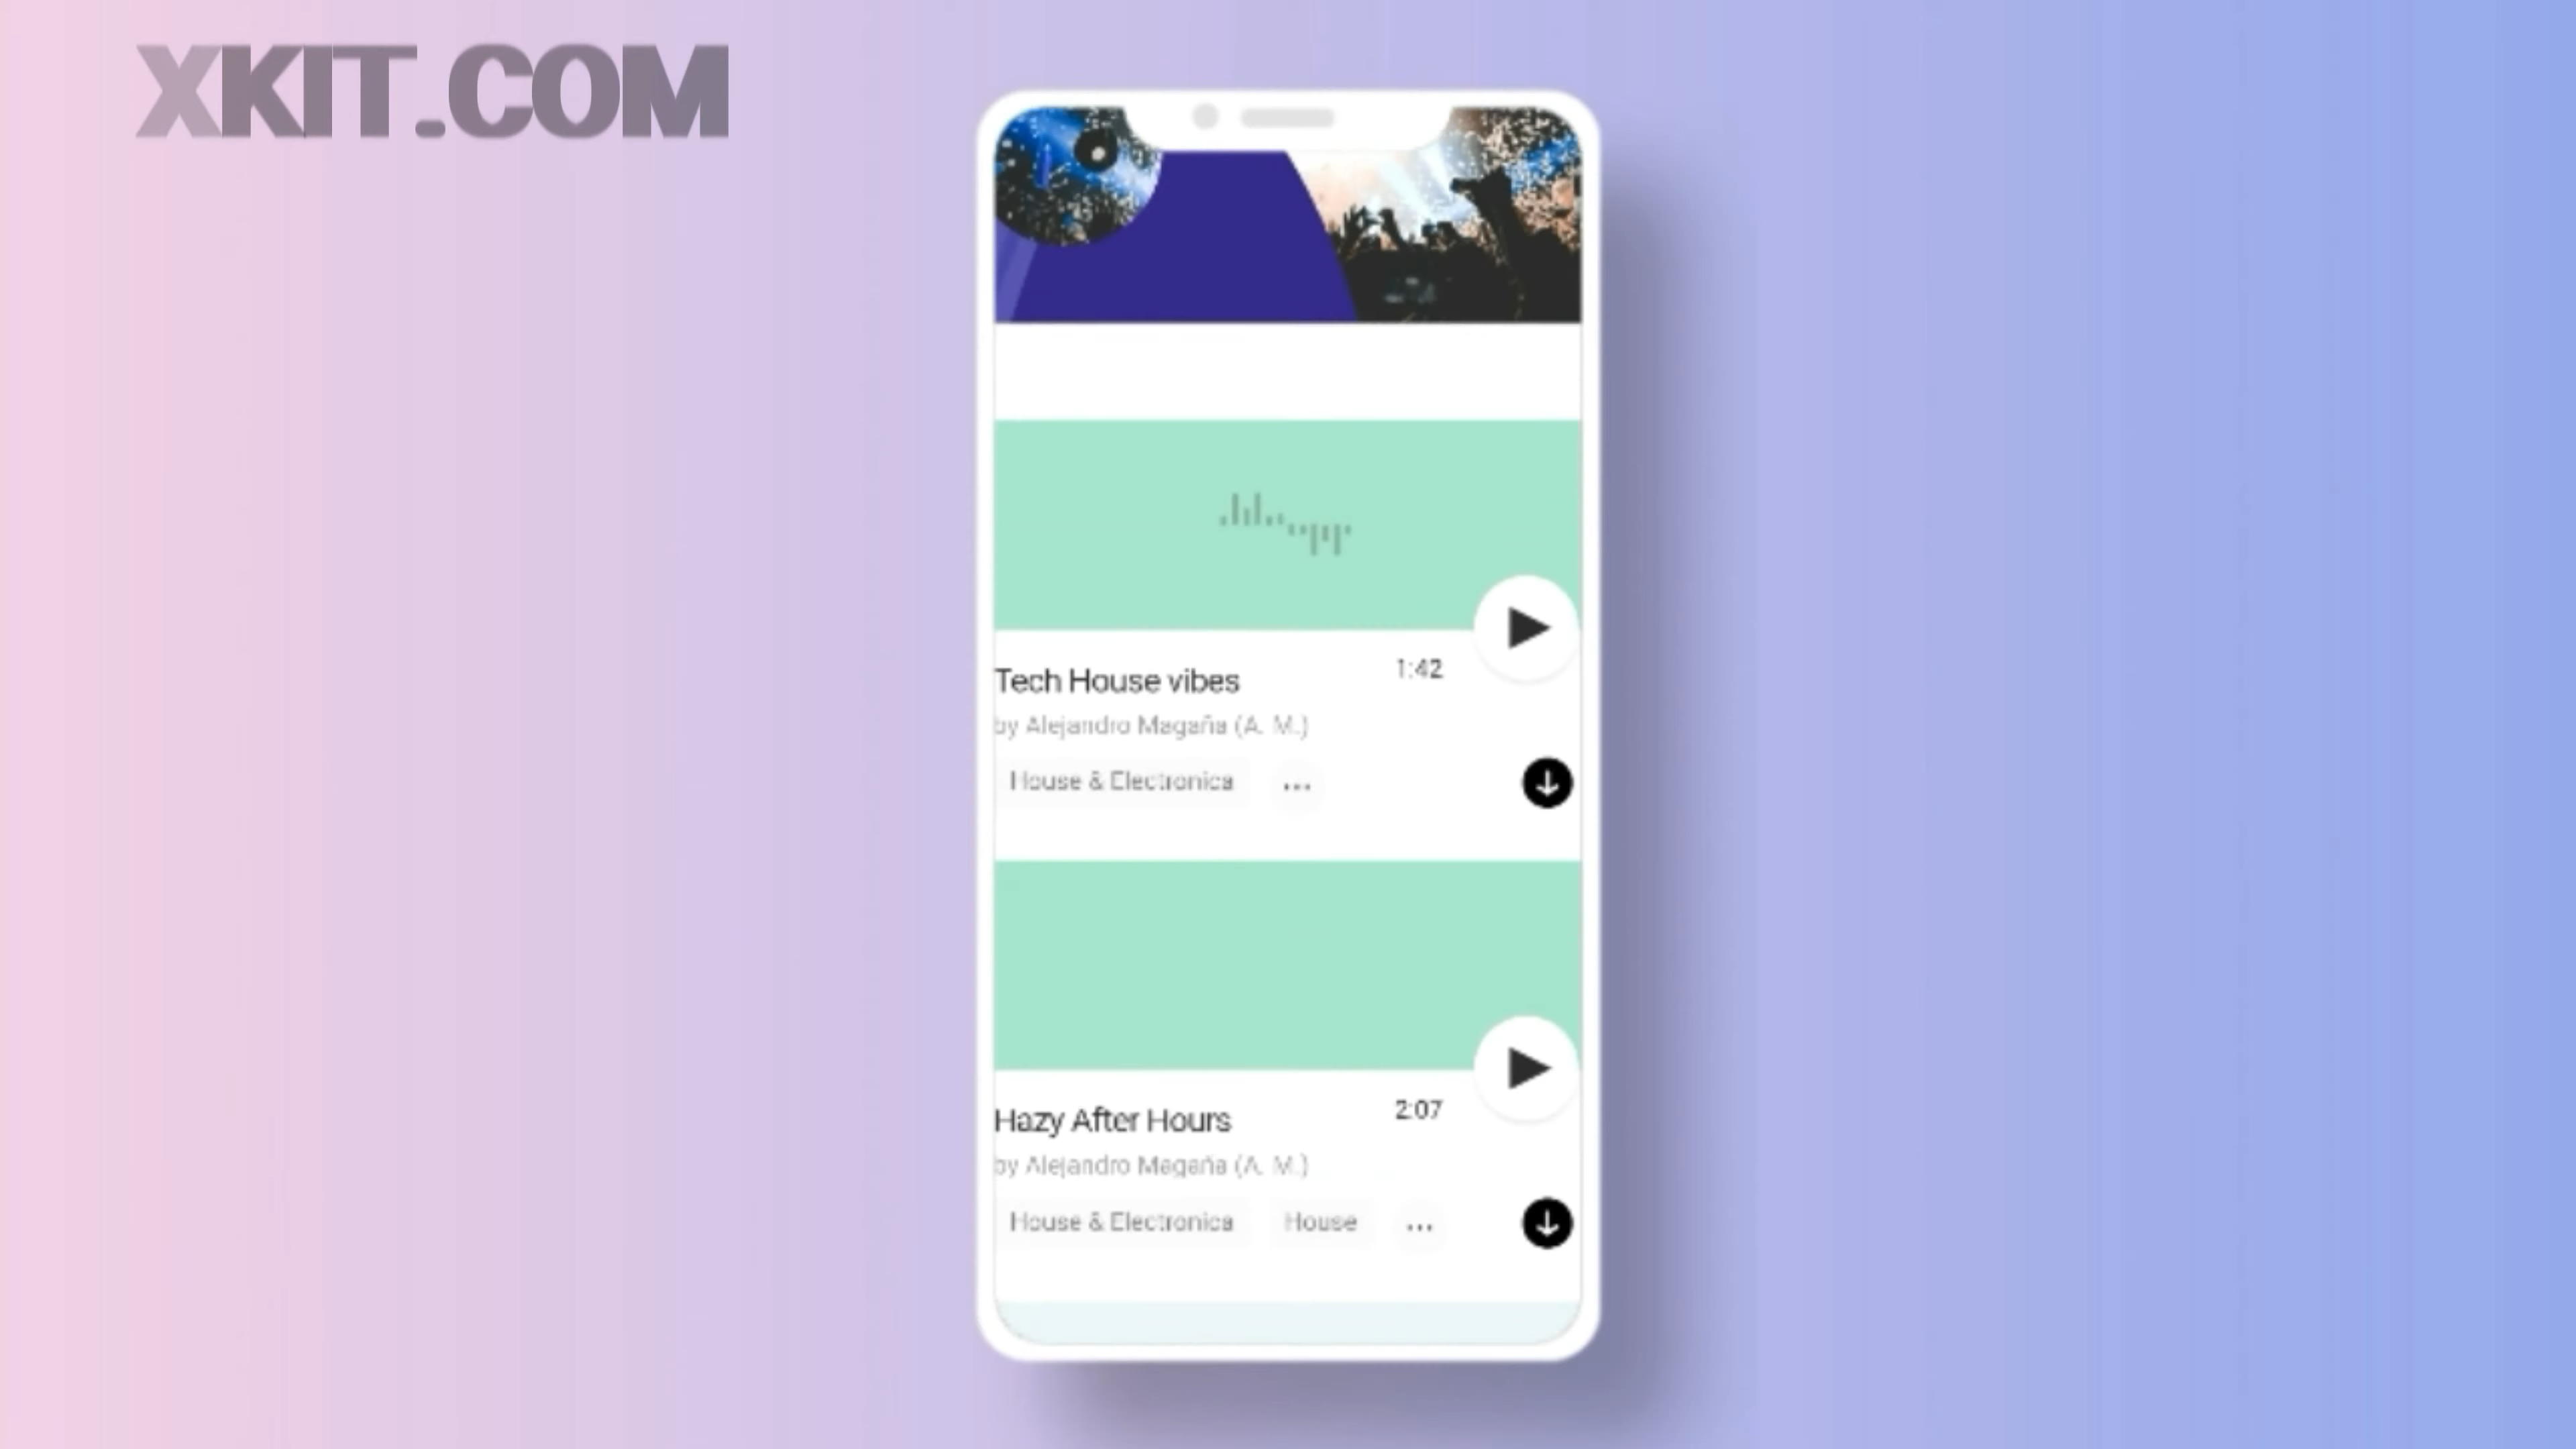 XKIT.COM
Tech House vibes
1:42
by Alejandro Magaña (A. M.)
House & Electronica
...
Hazy After Hours
2:07
by Alejandro Magaña (A. M.)
House & Electronica House ...